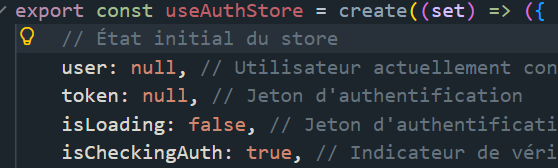 export const useAuthStore = create((set) => ({
// État initial du store
user: null, // Utilisateur actuellement con
token: null, // Jeton d'authentification
isLoading: false, // Jeton d'authentificati
isCheckingAuth: true, // Indicateur de véri